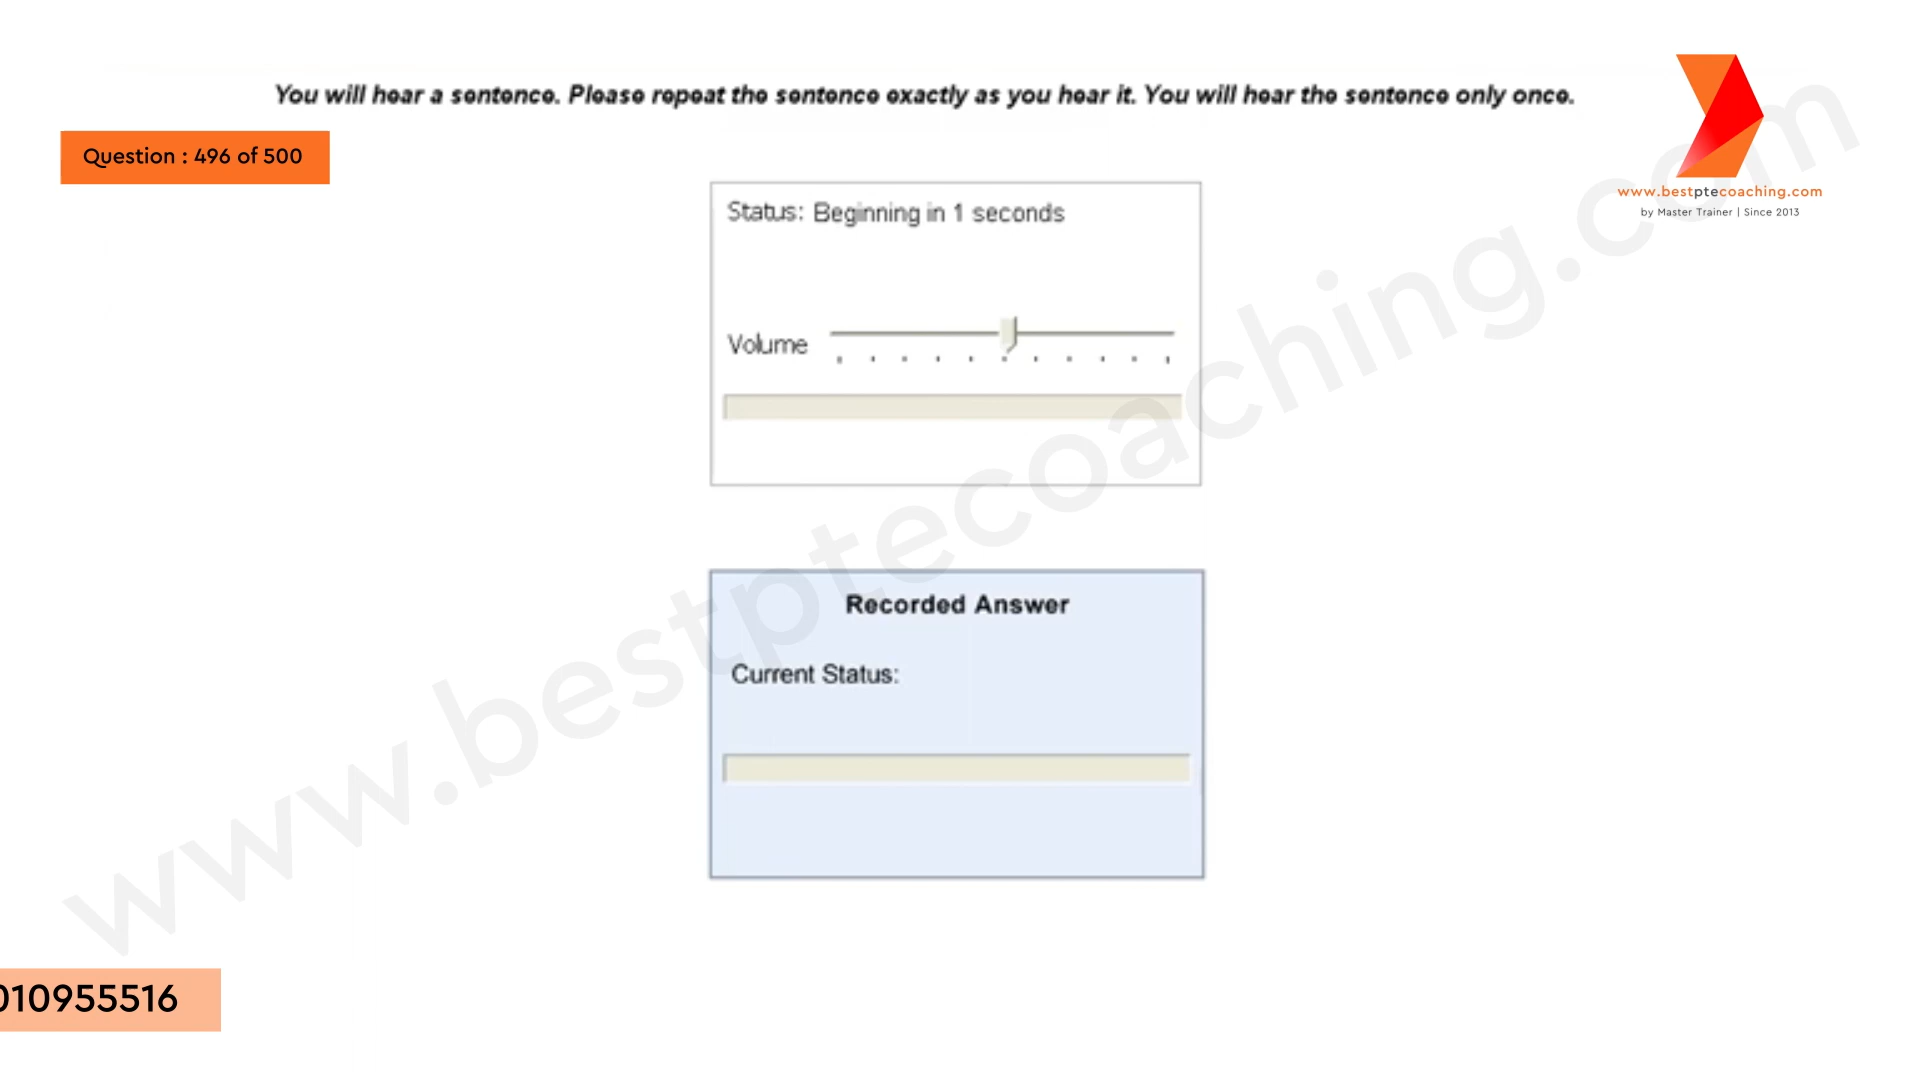 You will hear a sentence. Please repeat the sentence exactly as you hear it. You will hear the sentence only once.
Question : 496 of 500
www.bestptecoaching.com
by Master Trainer | Since 2013
Status: Beginning in 1 seconds
Volume
www.bestptecoaching.com
Recorded Answer
Current Status:
010955516